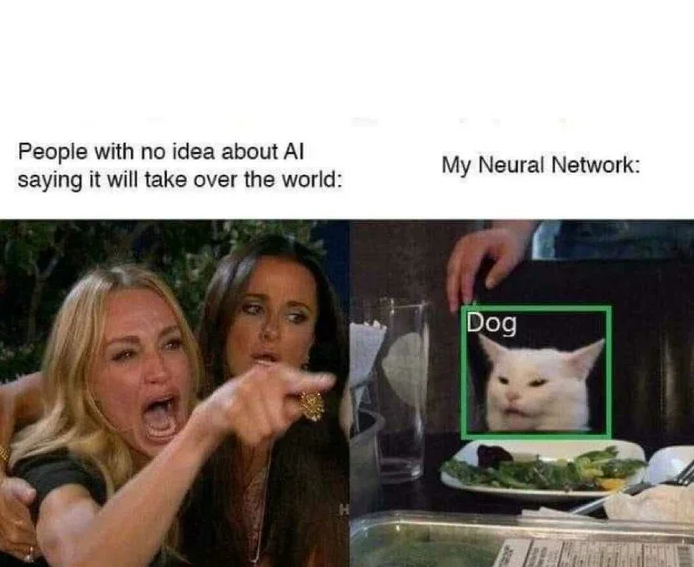 People with no idea about AI
saying it will take over the world:
My Neural Network:
Dog